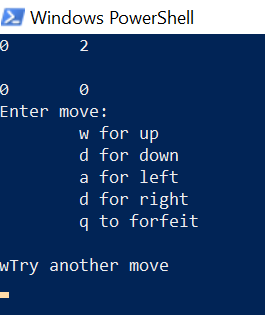 Windows PowerShell
0 2
0 0
Enter move:
w for up
d for down
a for left
d for right
q to forfeit
wTry another move